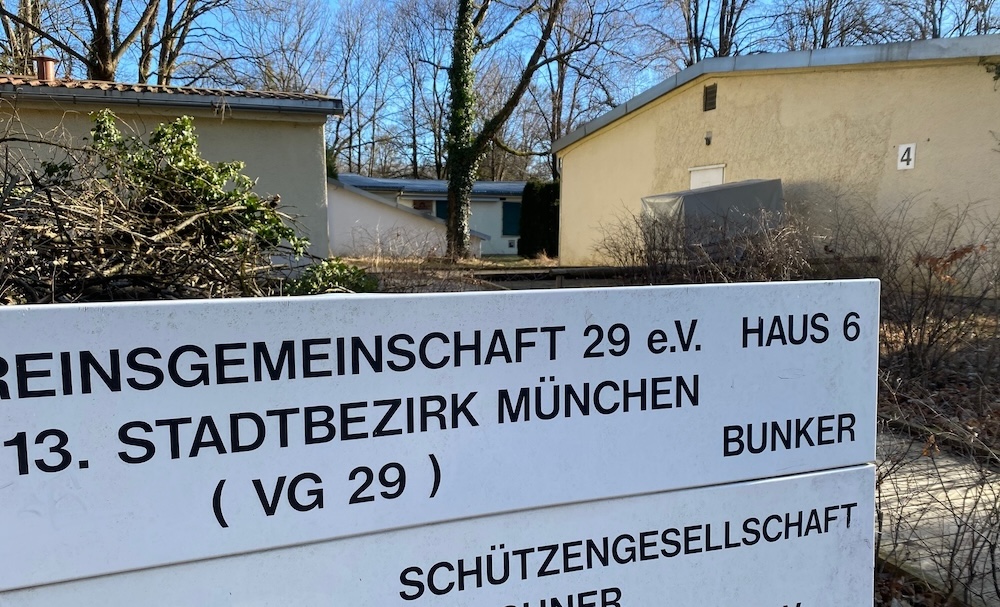 REINSGEMEINSCHAFT 29 e.V. HAUS 6
13. STADTBEZIRK MÜNCHEN
BUNKER
( VG 29 )
SCHÜTZENGESELLSCHAFT
4